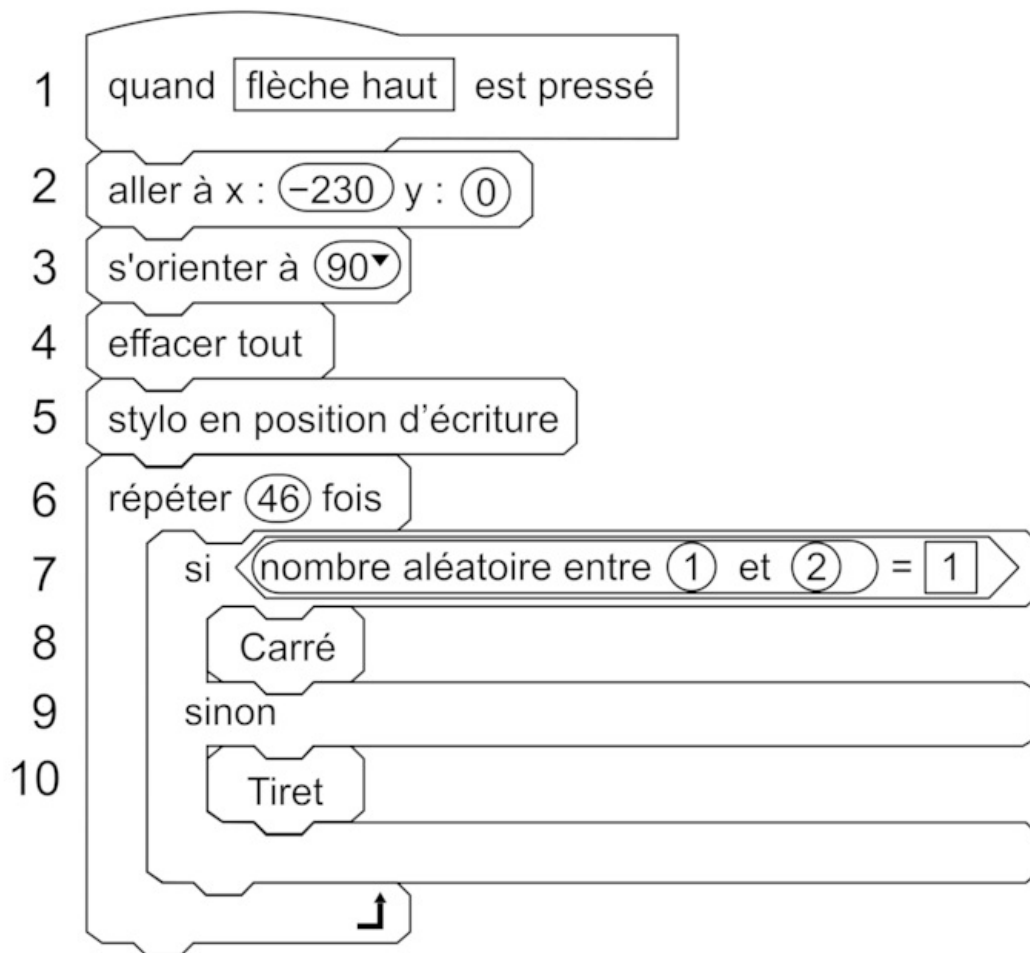 1 quand flèche haut est pressé
2 aller à x : −230 y : 0
3 s'orienter à 90
4 effacer tout
5 stylo en position d’écriture
6 répéter 46 fois
7 si nombre aléatoire entre 1 et 2 = 1
8 Carré
9 sinon
10 Tiret